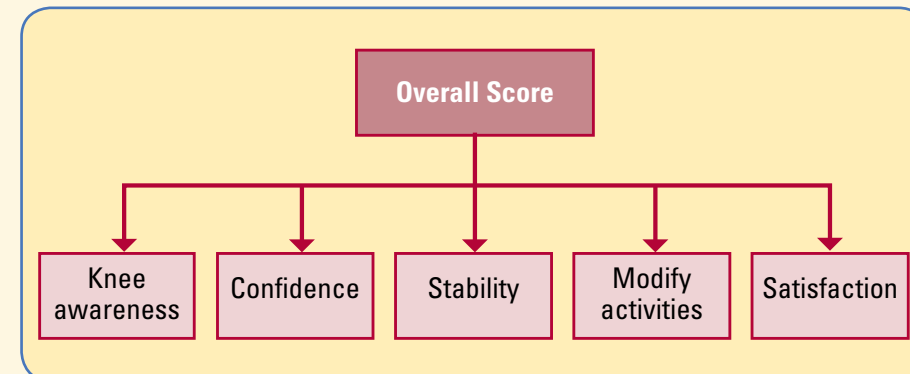 Overall Score
Knee
awareness
Confidence
Stability
Modify
activities
Satisfaction